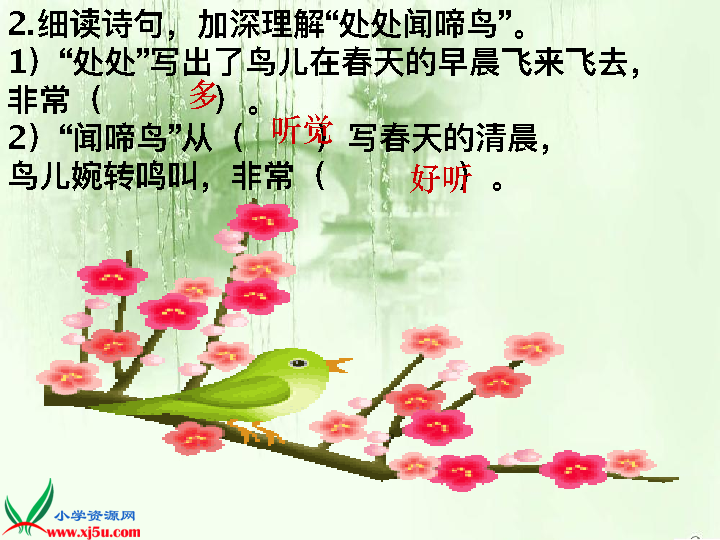 2.细读诗句，加深理解“处处闻啼鸟”。
1）“处处”写出了鸟儿在春天的早晨飞来飞去，
非常（多）。
2）“闻啼鸟”从（听觉）写春天的清晨，
鸟儿婉转鸣叫，非常（好听）。
小学资源网
www.xj5u.com